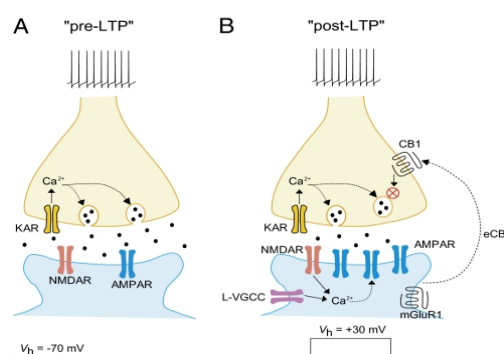 A
"pre-LTP"
Ca²⁺
KAR
NMDAR
AMPAR
Vh = -70 mV
B
"post-LTP"
CB1
Ca²⁺
KAR
NMDAR
AMPAR
eCB
L-VGCC
Ca²⁺
mGluR1
Vh = +30 mV